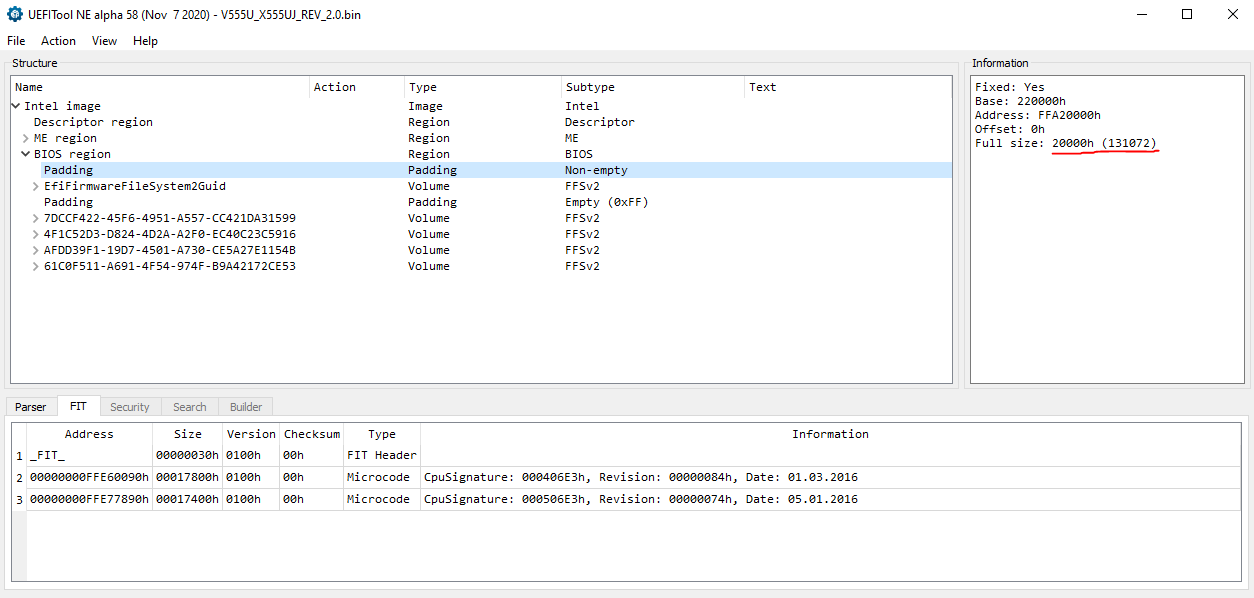 UEFITool NE alpha 58 (Nov  7 2020) - V555U_X555UJ_REV_2.0.bin
File Action View Help
Structure
Name Action Type Subtype Text
Intel image Image Intel
Descriptor region Region Descriptor
ME region Region ME
BIOS region Region BIOS
Padding Padding Non-empty
EfiFirmwareFileSystem2Guid Volume FFSv2
Padding Padding Empty (0xFF)
7DCCF422-45F6-4951-A557-CC421DA31599 Volume FFSv2
4F1C52D3-D824-4D2A-A2F0-EC40C23C5916 Volume FFSv2
AFDD39F1-19D7-4501-A730-CE5A27E1154B Volume FFSv2
61C0F511-A691-4F54-974F-B9A42172CE53 Volume FFSv2
Information
Fixed: Yes
Base: 220000h
Address: FFA20000h
Offset: 0h
Full size: 20000h (131072)
Parser FIT Security Search Builder
Address Size Version Checksum Type Information
1 _FIT_ 00000030h 0100h 00h FIT Header
2 00000000FFE60090h 00017800h 0100h 00h Microcode CpuSignature: 000406E3h, Revision: 00000084h, Date: 01.03.2016
3 00000000FFE77890h 00017400h 0100h 00h Microcode CpuSignature: 000506E3h, Revision: 00000074h, Date: 05.01.2016